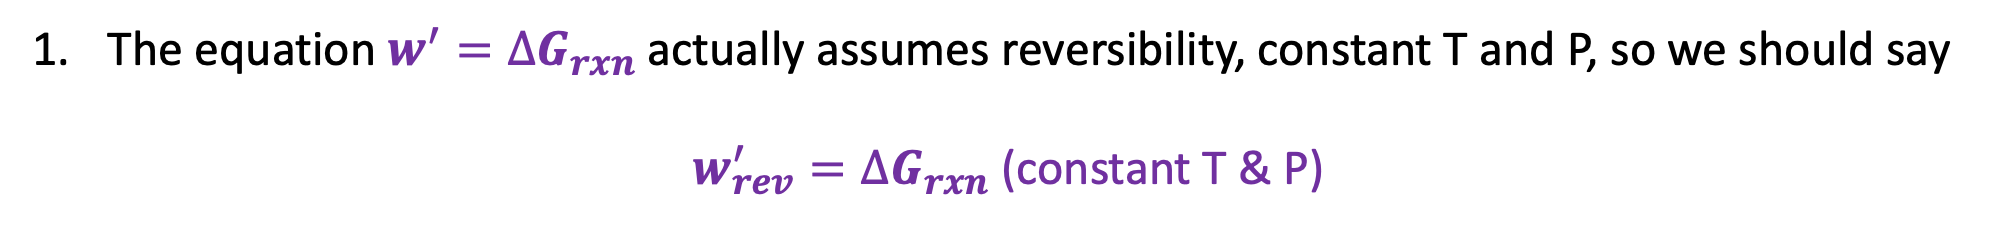 1. The equation w′ = ΔG_rxn actually assumes reversibility, constant T and P, so we should say
w′_rev = ΔG_rxn (constant T & P)